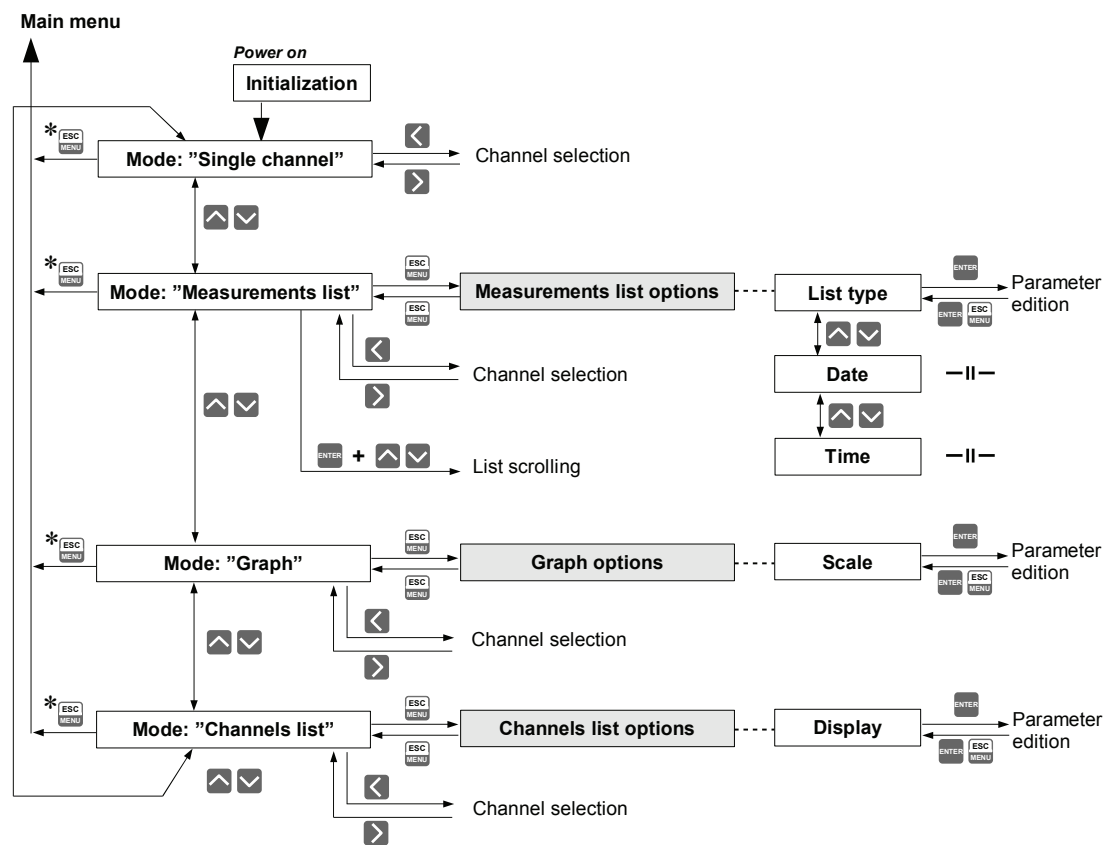 Main menu
Power on
Initialization
*
ESC
MENU
Mode: ”Single channel”
Channel selection
*
ESC
MENU
Mode: ”Measurements list”
ESC
MENU
ESC
MENU
Measurements list options
List type
ENTER
ENTER
ESC
MENU
Parameter
edition
Channel selection
Date
—II—
ENTER
+
List scrolling
Time
—II—
*
ESC
MENU
Mode: ”Graph”
ESC
MENU
ESC
MENU
Graph options
Scale
ENTER
ENTER
ESC
MENU
Parameter
edition
Channel selection
*
ESC
MENU
Mode: ”Channels list”
ESC
MENU
ESC
MENU
Channels list options
Display
ENTER
ENTER
ESC
MENU
Parameter
edition
Channel selection